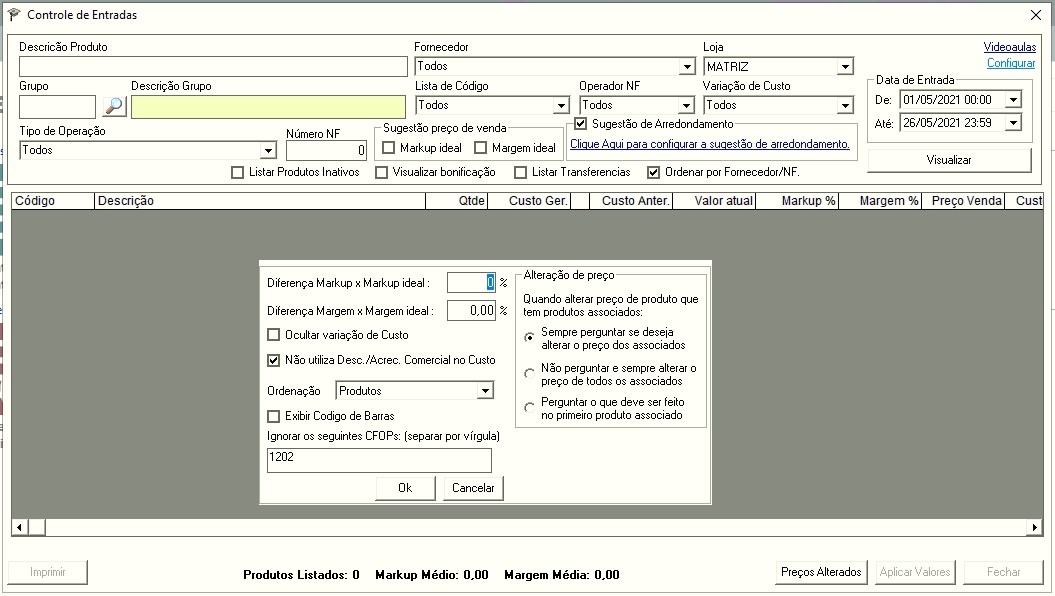 Controle de Entradas
Descrição Produto
Fornecedor
Loja
Videoaulas
Todos
MATRIZ
Configurar
Grupo
Descrição Grupo
Lista de Código
Operador NF
Variação de Custo
Data de Entrada
Todos
Todos
Todos
De: 01/05/2021 00:00
Até: 26/05/2021 23:59
Tipo de Operação
Número NF
Sugestão preço de venda
Sugestão de Arredondamento
Todos
0
Markup ideal
Margem ideal
Clique Aqui para configurar a sugestão de arredondamento.
Visualizar
Listar Produtos Inativos
Visualizar bonificação
Listar Transferencias
Ordenar por Fornecedor/NF.
Código Descrição Qtde Custo Ger. Custo Anter. Valor atual Markup % Margem % Preço Venda Cust
Diferença Markup x Markup ideal : 0 %
Diferença Margem x Margem ideal : 0,00 %
Ocultar variação de Custo
Não utiliza Desc./Acrec. Comercial no Custo
Ordenação Produtos
Exibir Codigo de Barras
Ignorar os seguintes CFOPs: (separar por vírgula)
1202
Ok
Cancelar
Alteração de preço
Quando alterar preço de produto que
tem produtos associados:
Sempre perguntar se deseja
alterar o preço dos associados
Não perguntar e sempre alterar o
preço de todos os associados
Perguntar o que deve ser feito
no primeiro produto associado
Imprimir
Produtos Listados: 0 Markup Médio: 0,00 Margem Média: 0,00
Preços Alterados
Aplicar Valores
Fechar